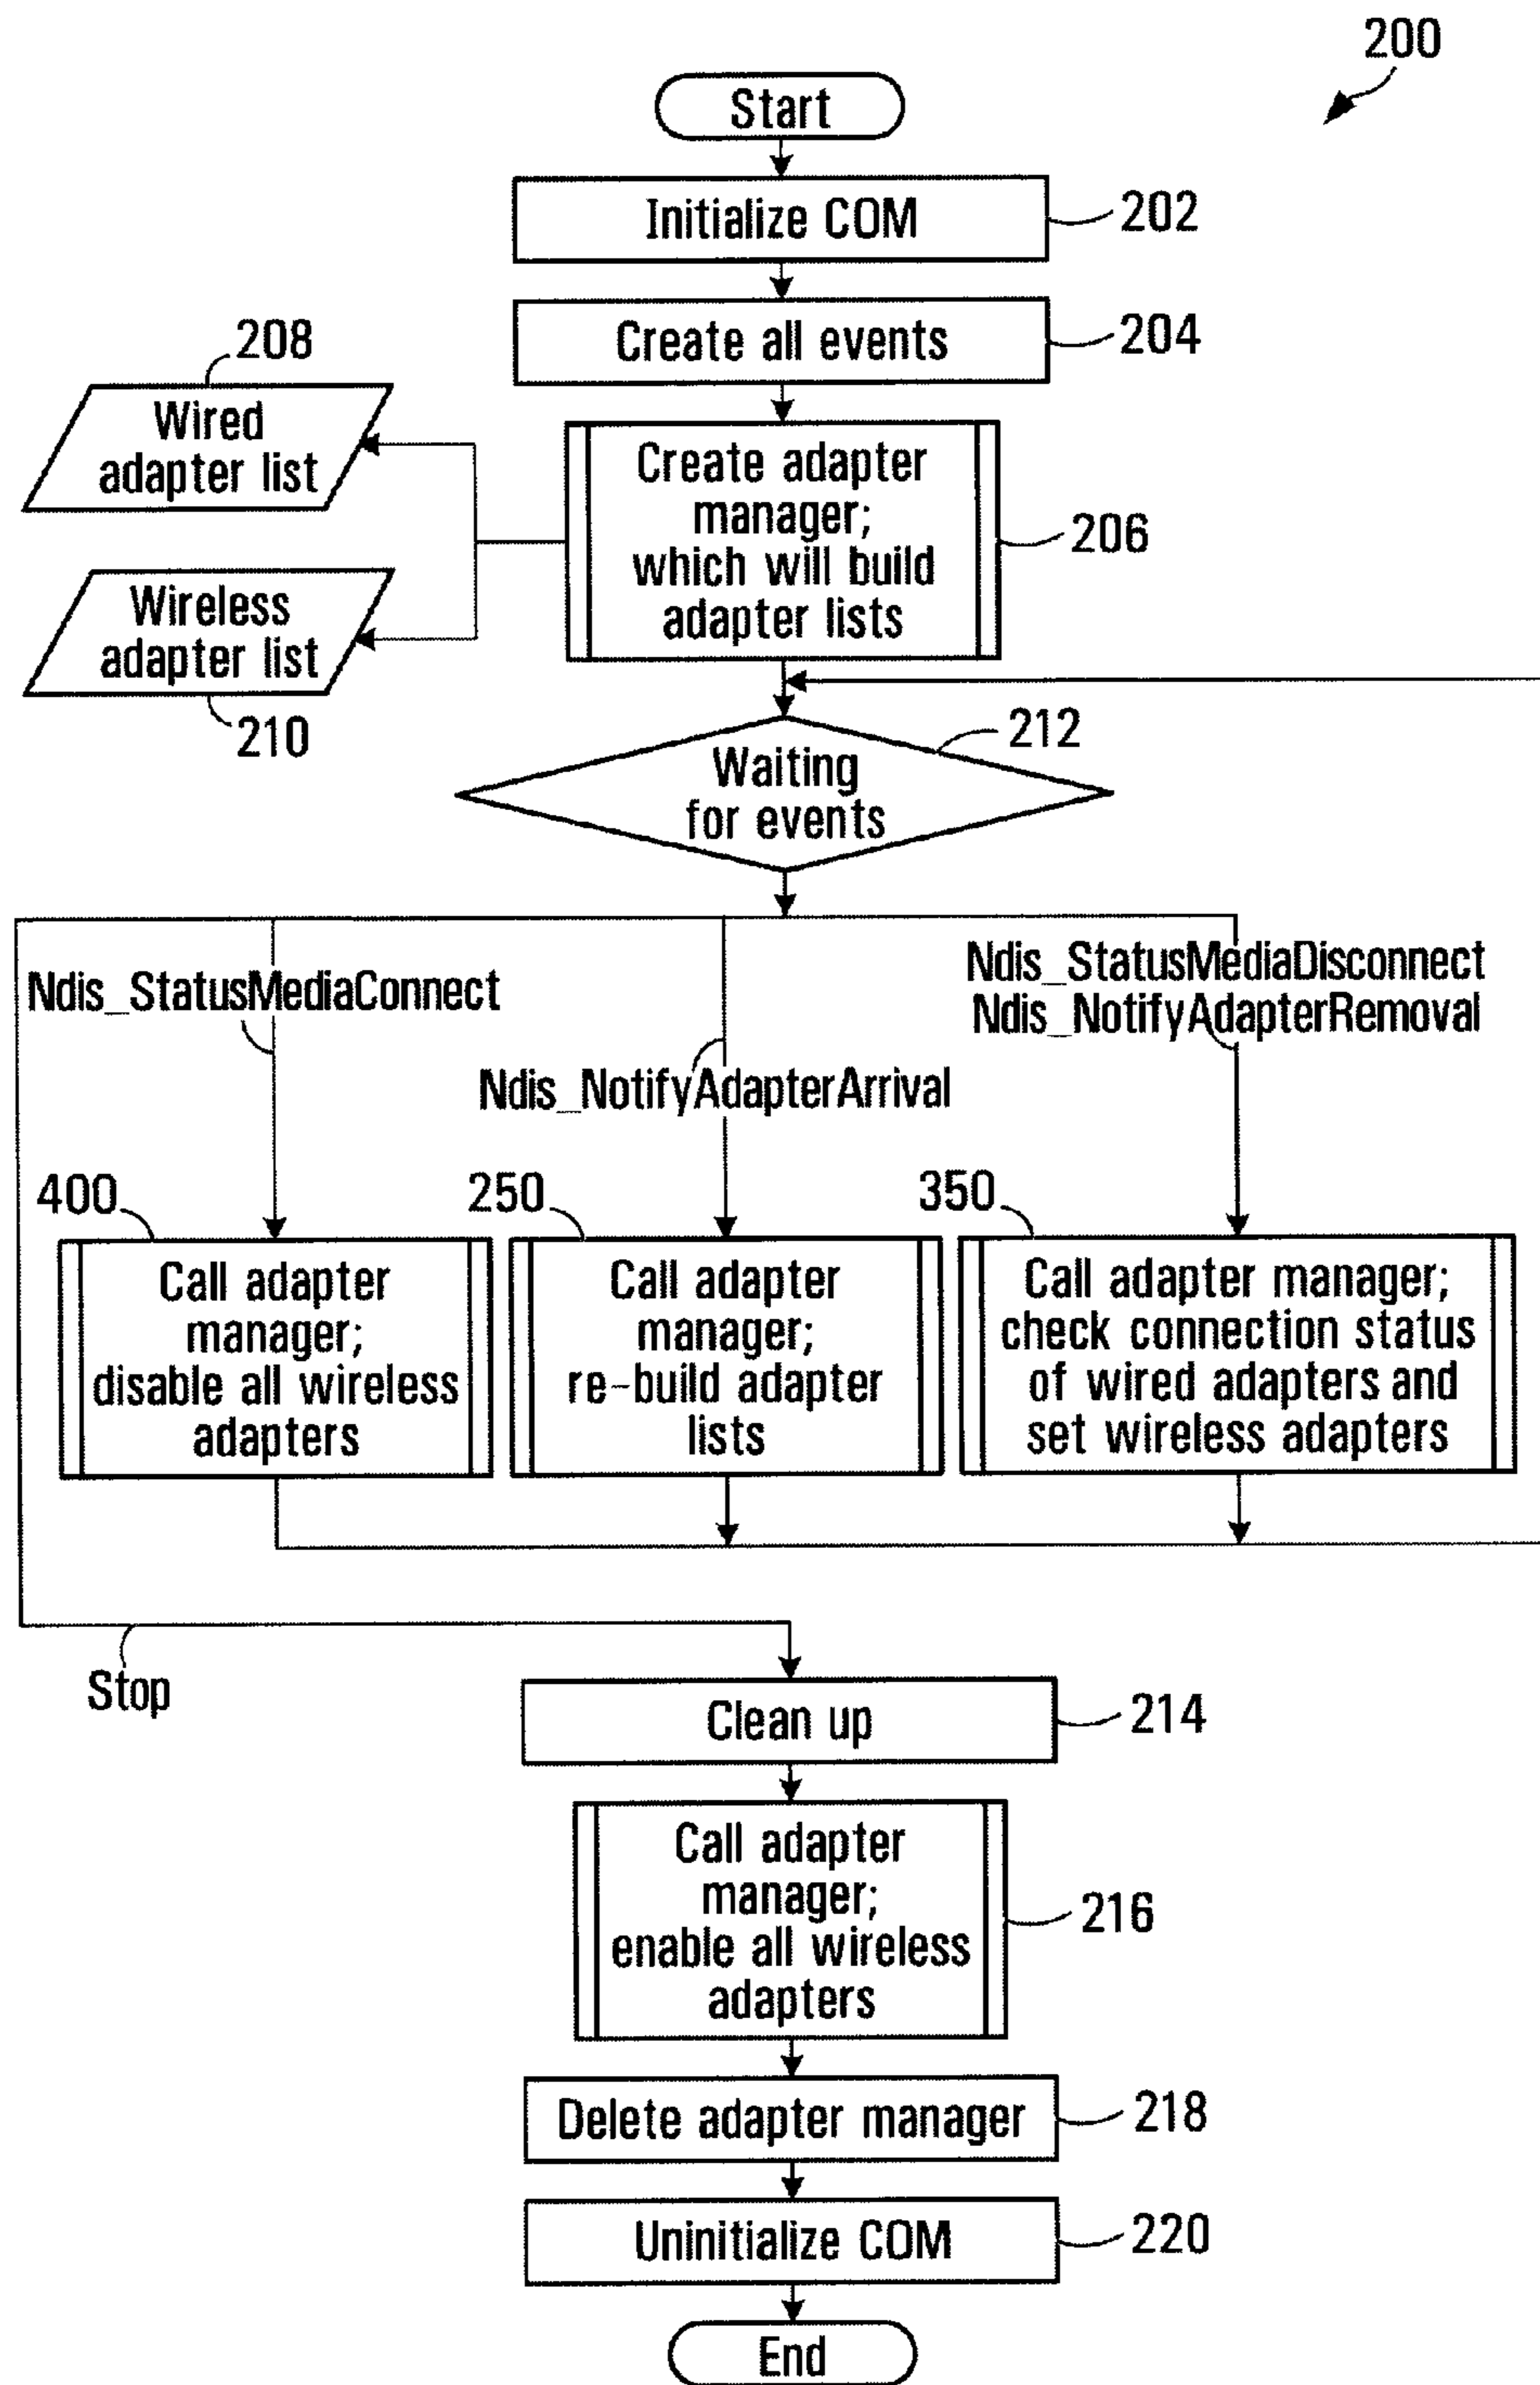 200
Start
Initialize COM
202
Create all events
204
208
Wired
adapter list
Create adapter
manager;
which will build
adapter lists
206
Wireless
adapter list
210
212
Waiting
for events
Ndis_StatusMediaConnect
Ndis_NotifyAdapterArrival
Ndis_StatusMediaDisconnect
Ndis_NotifyAdapterRemoval
400
Call adapter
manager;
disable all wireless
adapters
250
Call adapter
manager;
re-build adapter
lists
350
Call adapter manager;
check connection status
of wired adapters and
set wireless adapters
Stop
Clean up
214
Call adapter
manager;
enable all wireless
adapters
216
Delete adapter manager
218
Uninitialize COM
220
End